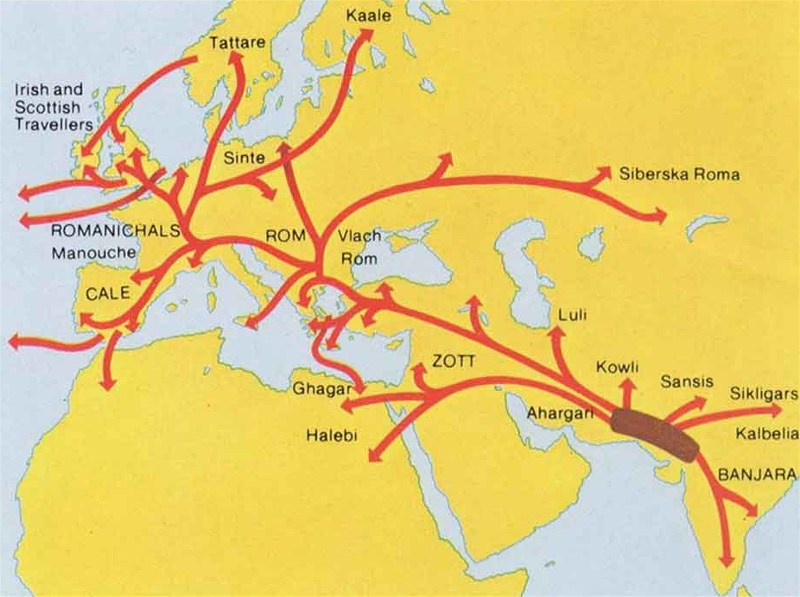 Kaale
Tattare
Irish and
Scottish
Travellers
Sinte
Siberska Roma
ROMANICHALS
Manouche
ROM
Vlach
Rom
CALE
Luli
ZOTT
Kowli
Sansis
Ghagar
Sikligars
Ahargari
Halebi
Kalbelia
BANJARA